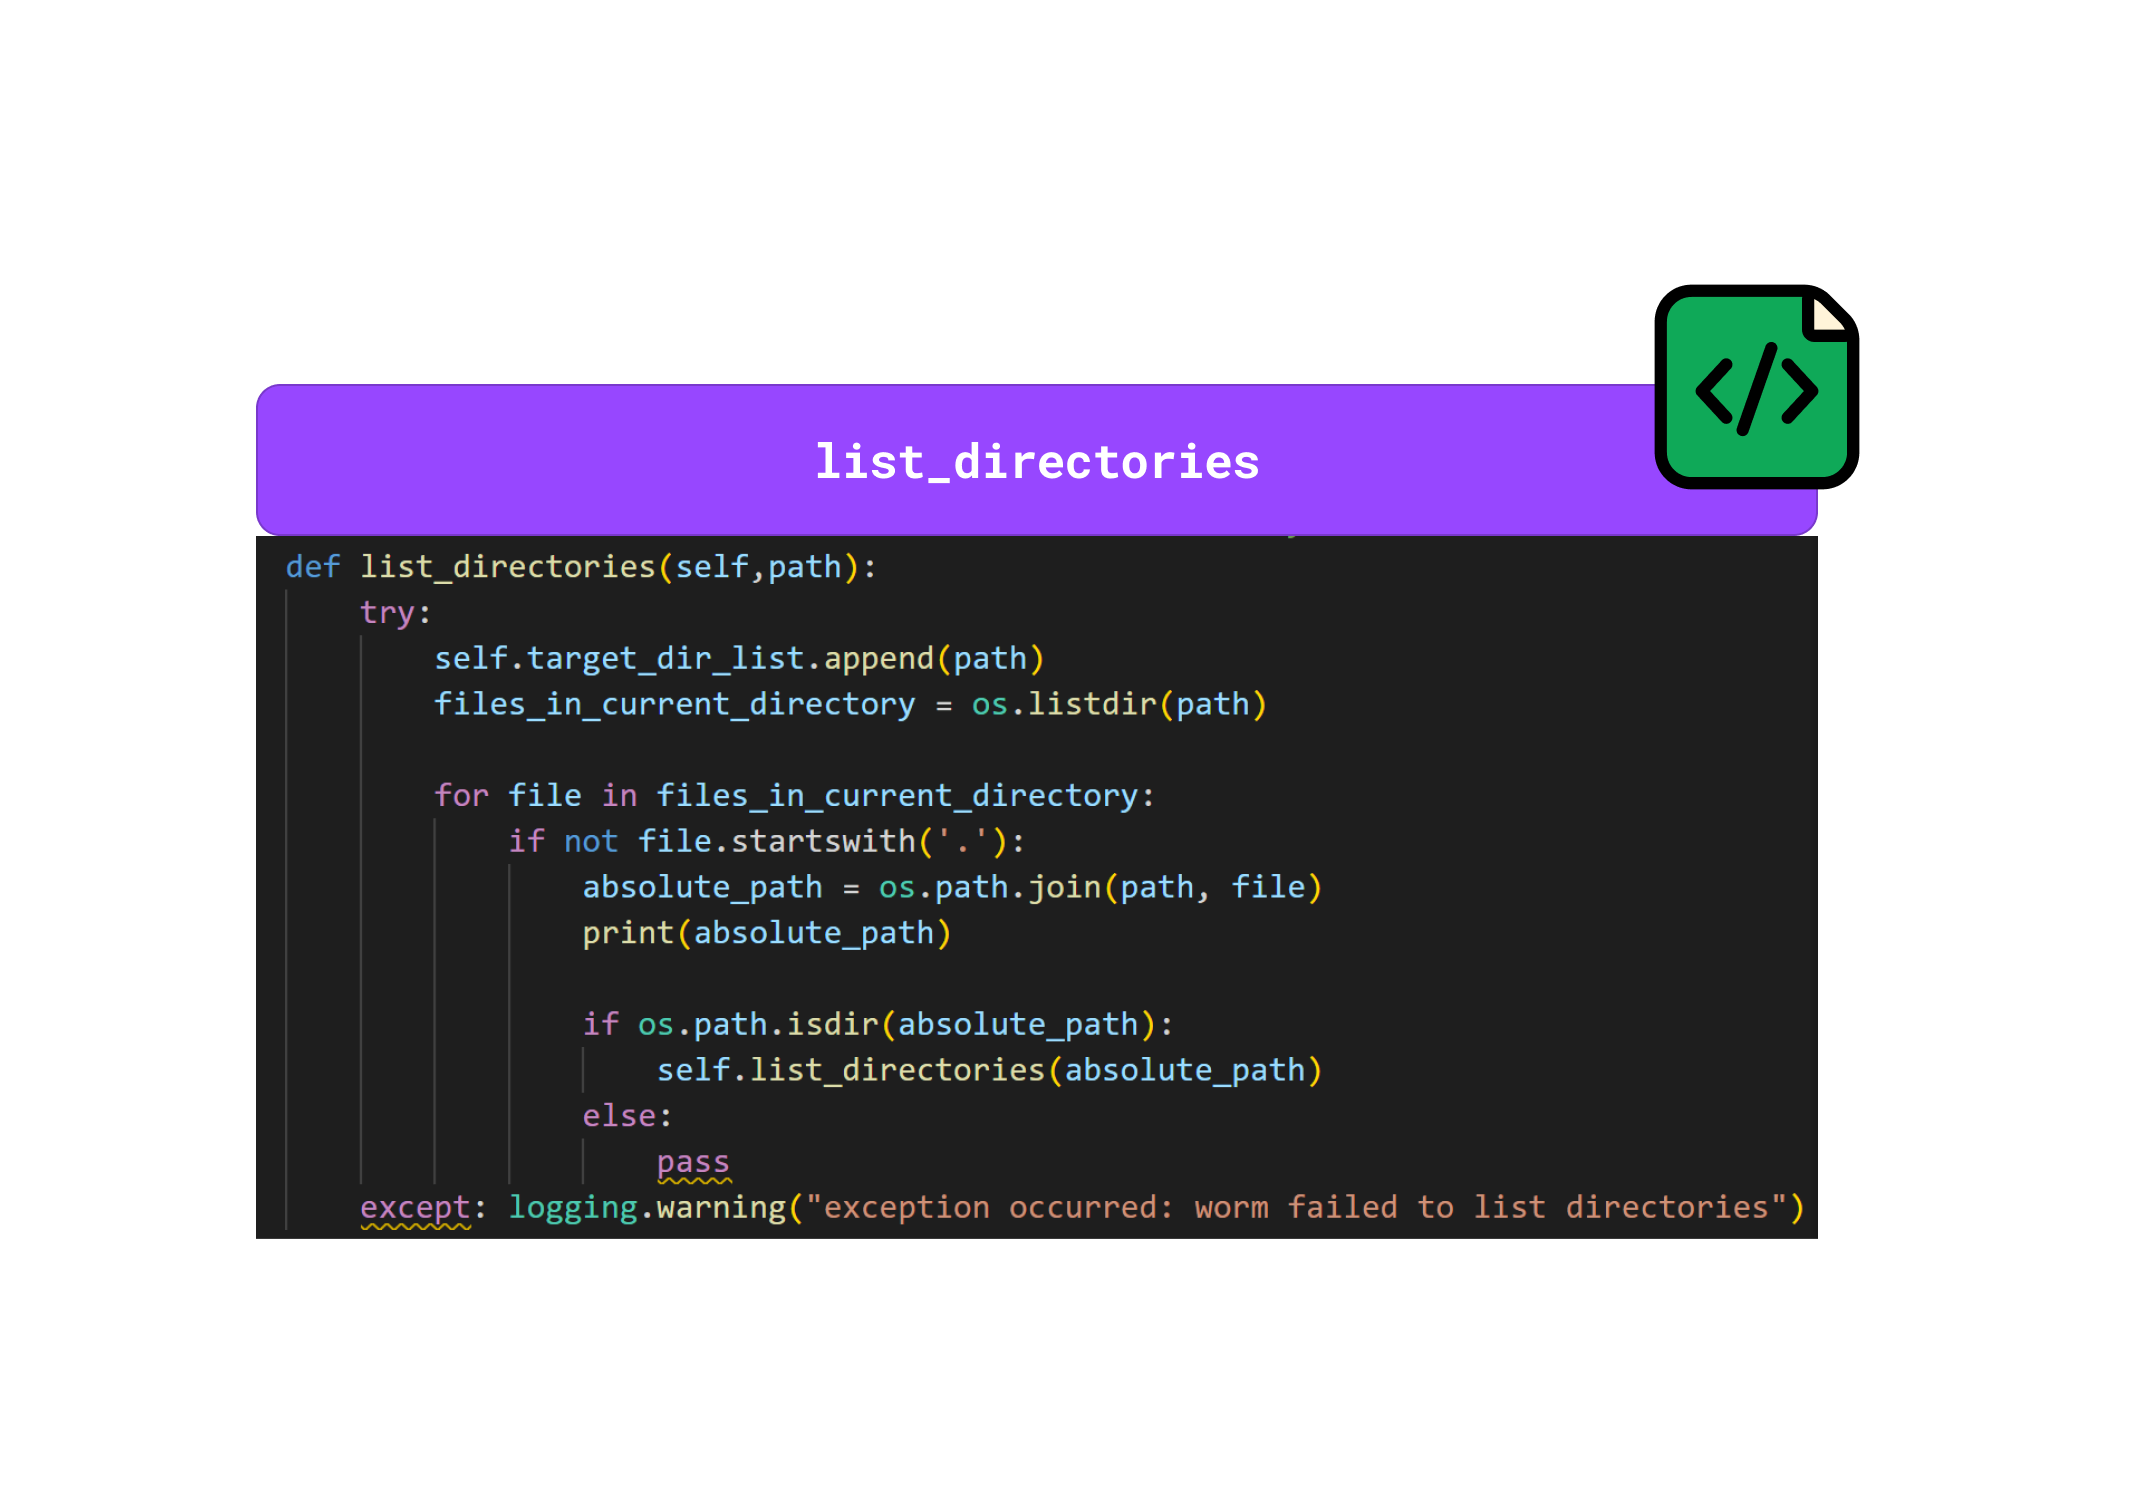 list_directories
</>
def list_directories(self,path):
try:
self.target_dir_list.append(path)
files_in_current_directory = os.listdir(path)
for file in files_in_current_directory:
if not file.startswith('.'):
absolute_path = os.path.join(path, file)
print(absolute_path)
if os.path.isdir(absolute_path):
self.list_directories(absolute_path)
else:
pass
except: logging.warning("exception occurred: worm failed to list directories")